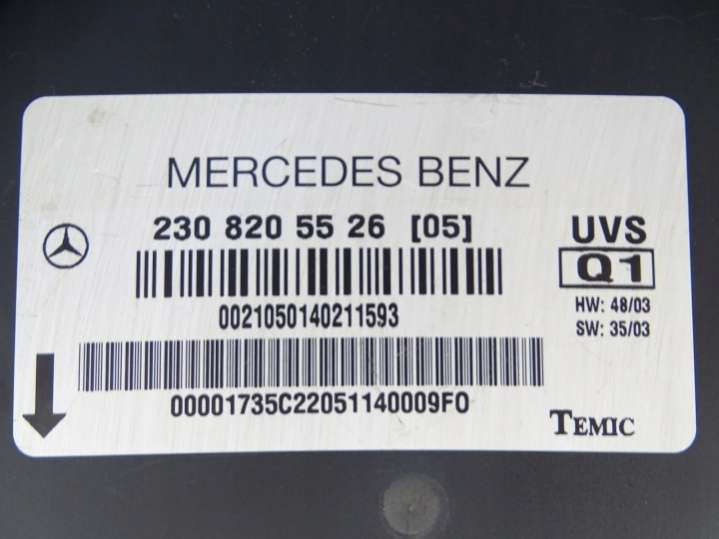 MERCEDES BENZ
230 820 55 26 [05]
UVS
Q1
0021050140211593
HW: 48/03
SW: 35/03
00001735C22051140009F0
TEMIC